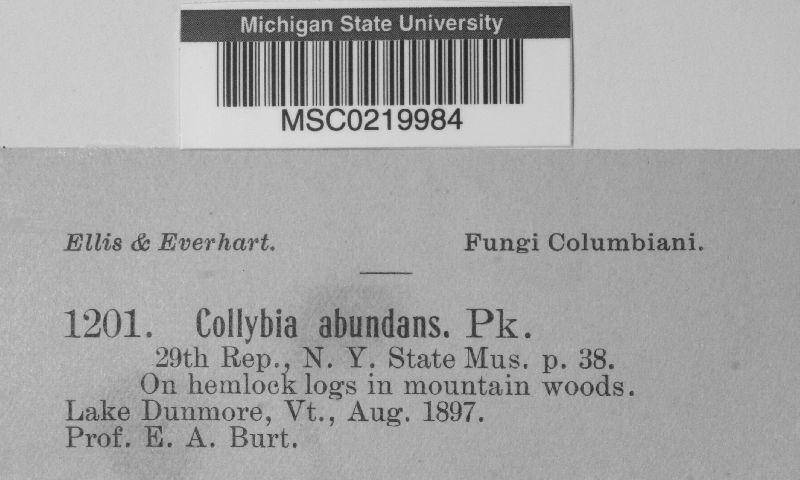 Michigan State University
MSC0219984
Ellis & Everhart. Fungi Columbiani.
1201. Collybia abundans. Pk.
29th Rep., N. Y. State Mus. p. 38.
On hemlock logs in mountain woods.
Lake Dunmore, Vt., Aug. 1897.
Prof. E. A. Burt.